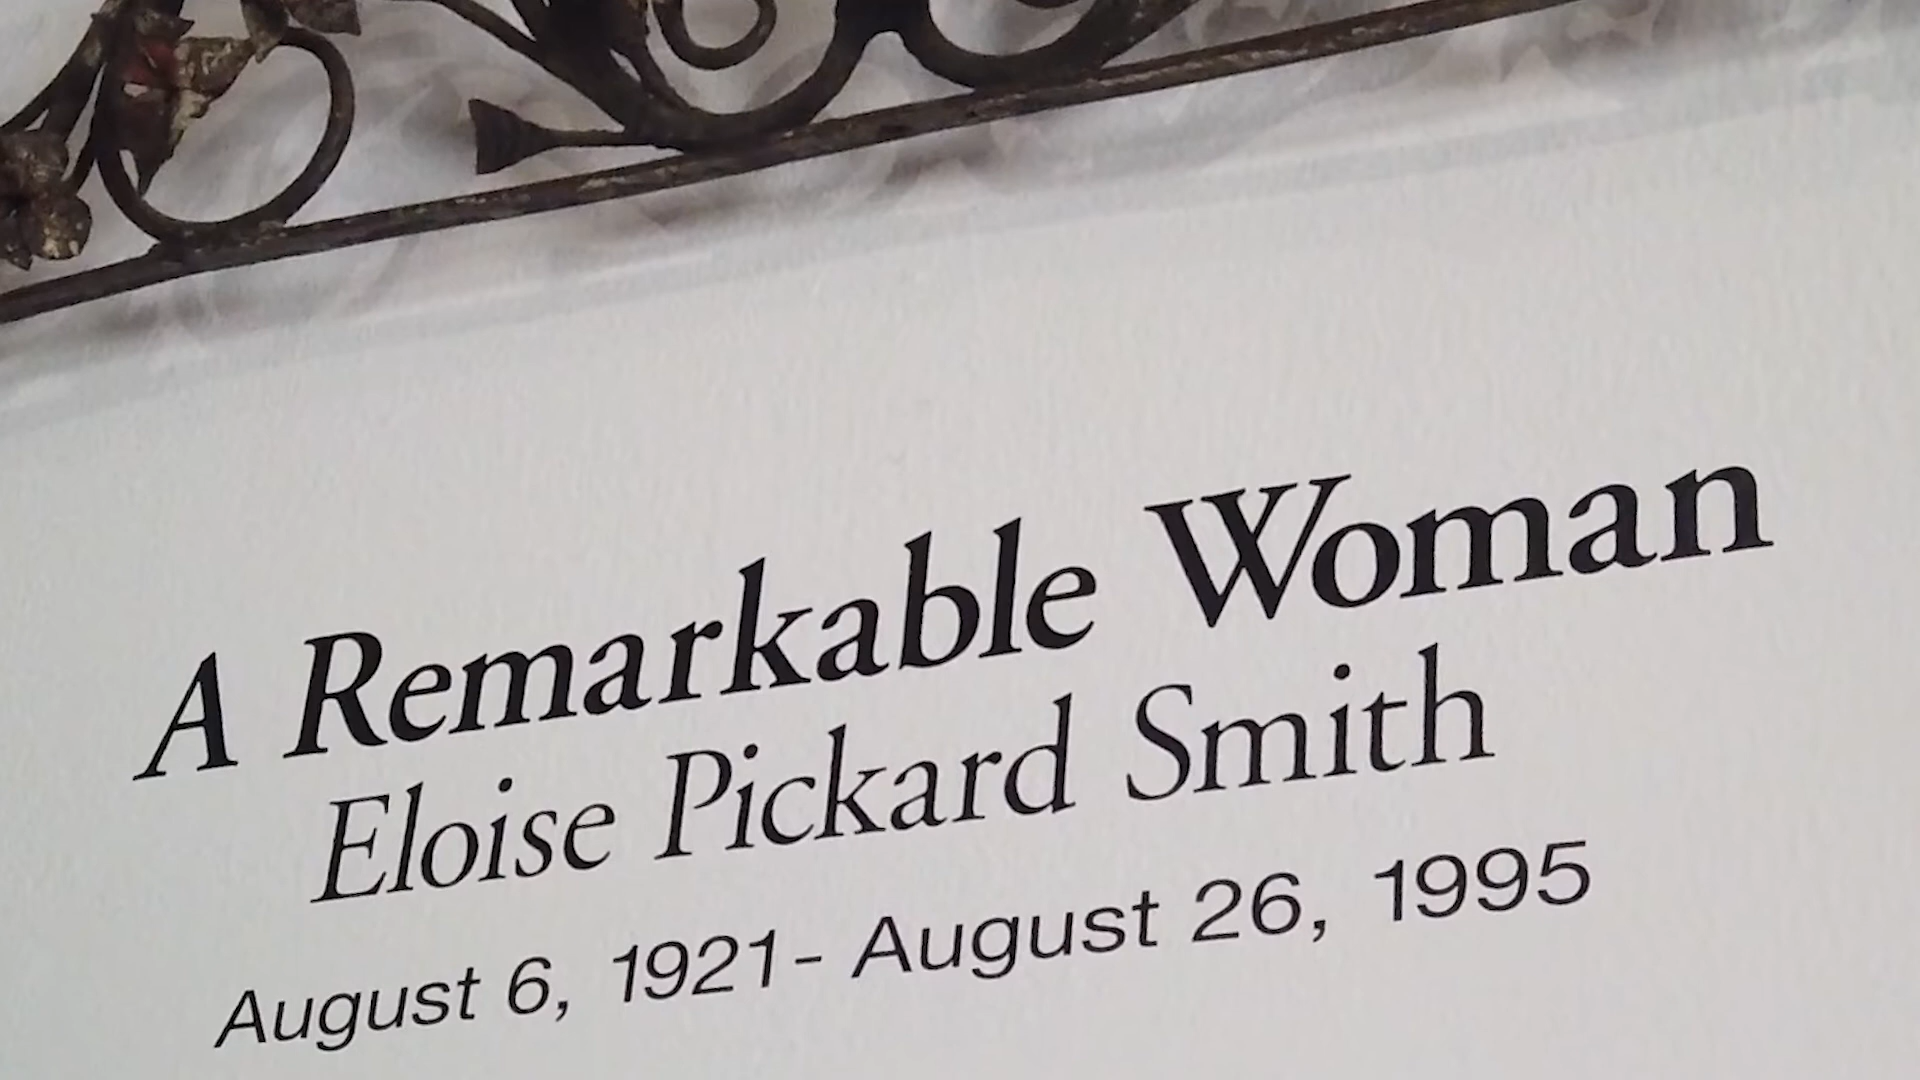 A Remarkable Woman
Eloise Pickard Smith
August 6, 1921- August 26, 1995